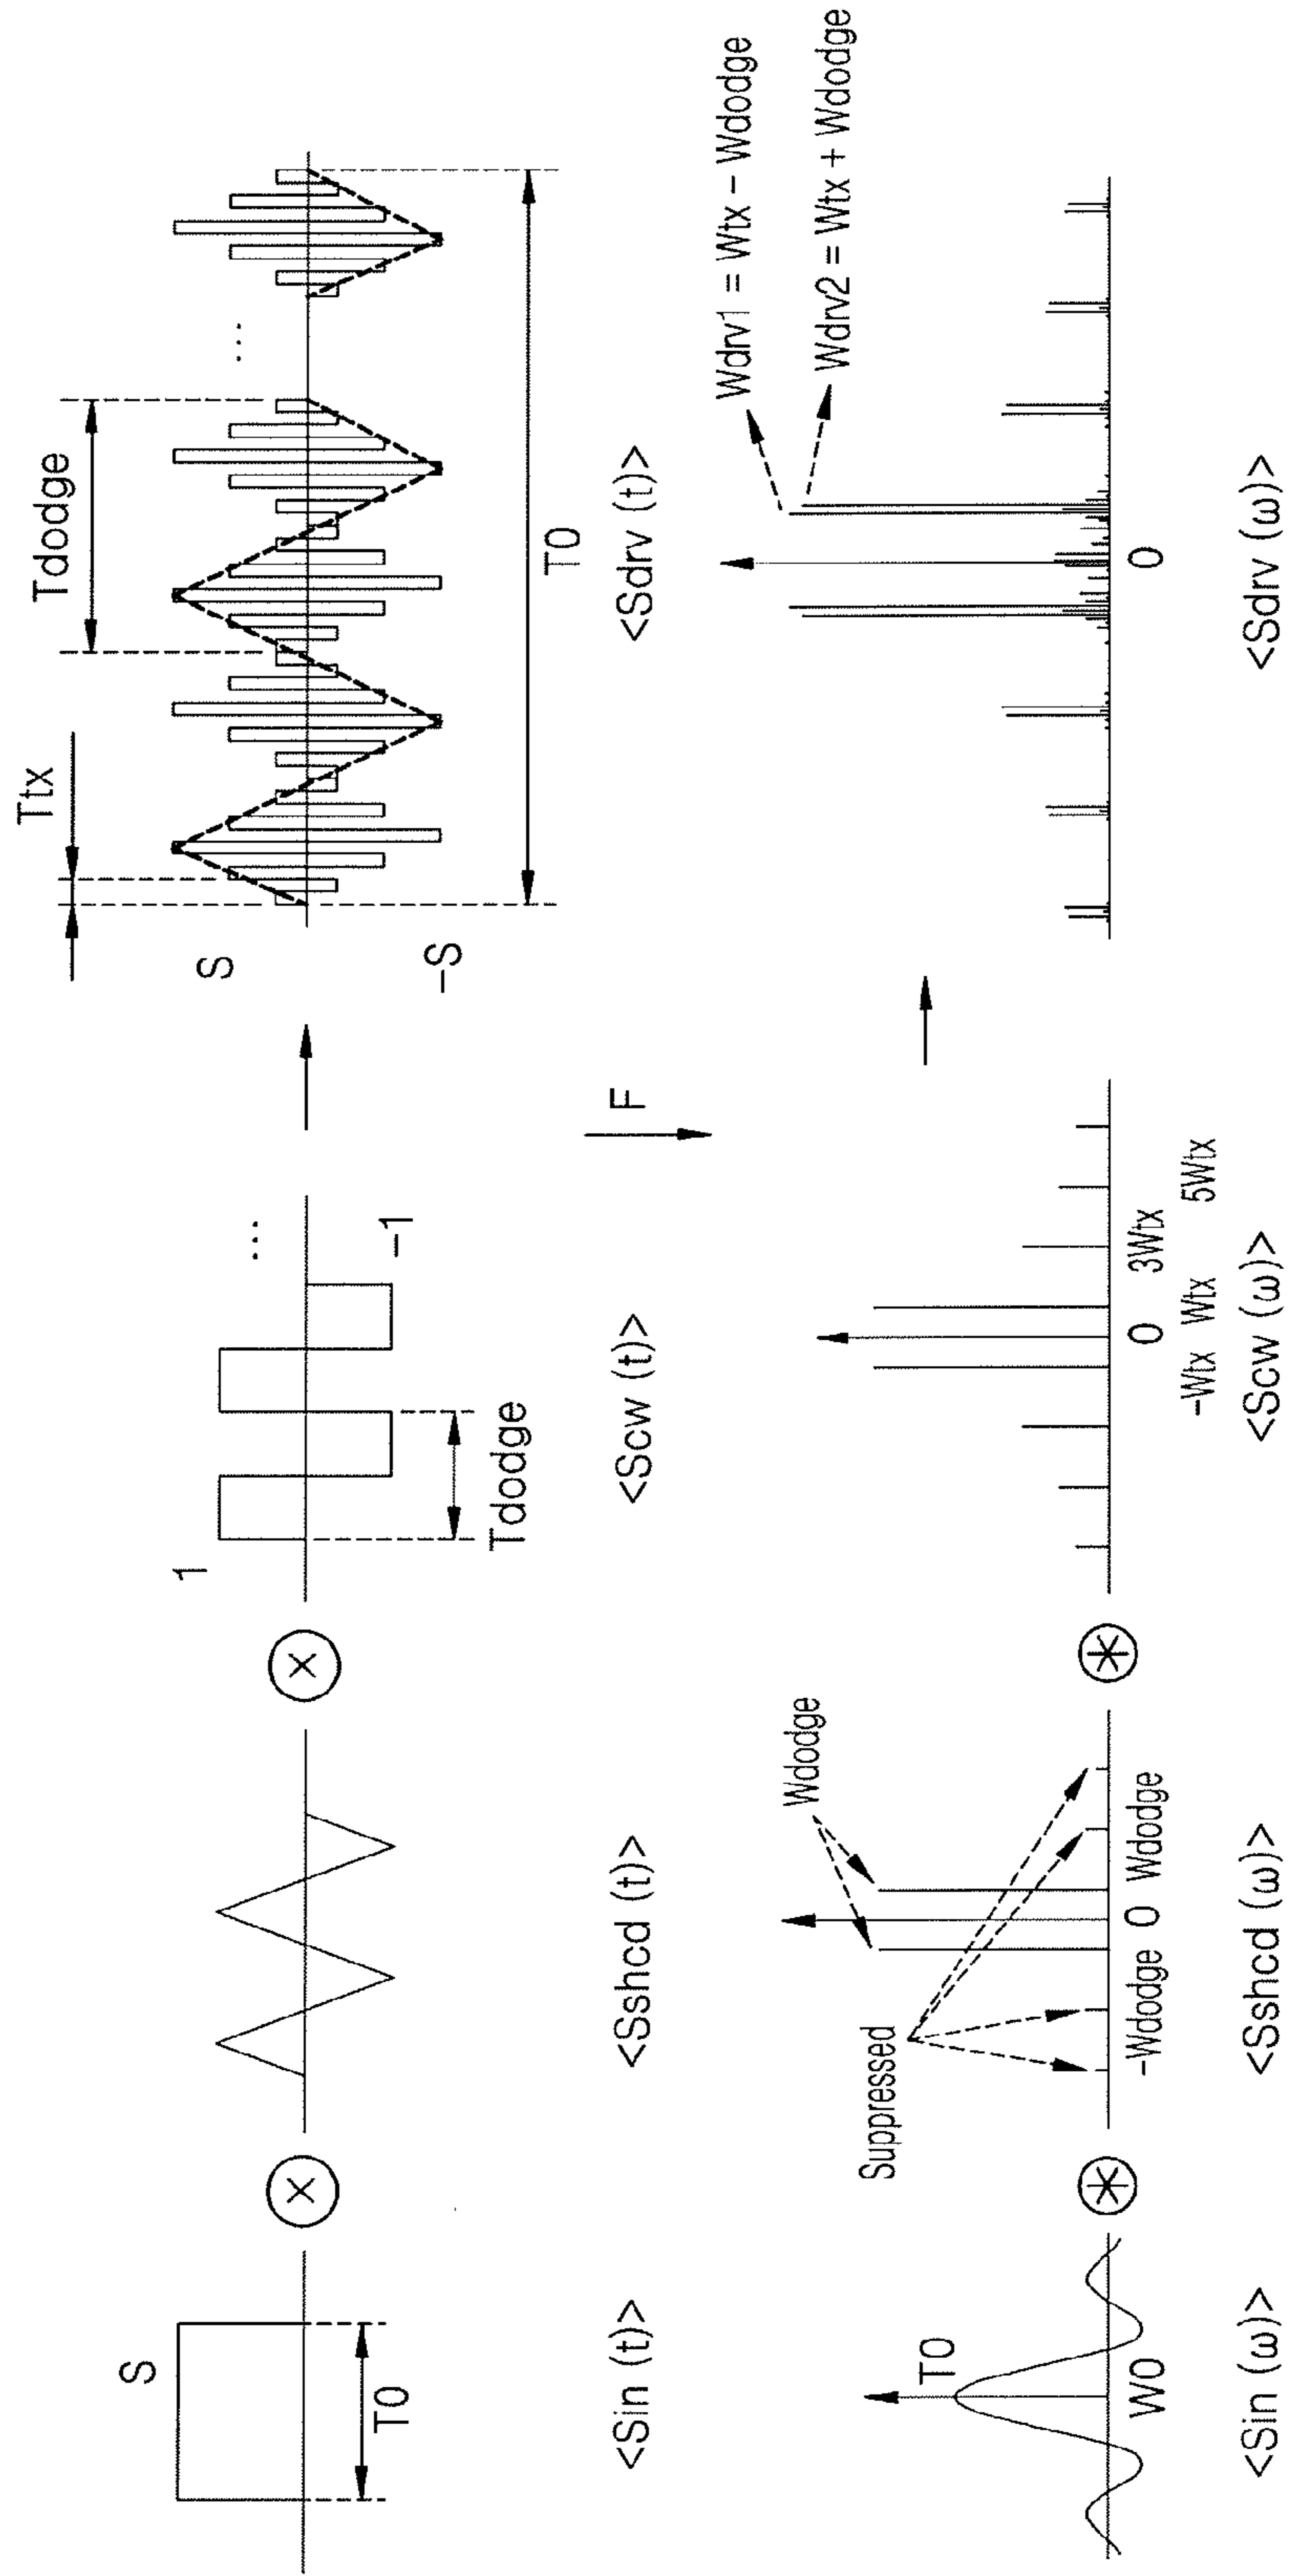 S
T0
<Sin (t)>
<Sshcd (t)>
1
-1
...
Tdodge
<Scw (t)>
S
-S
Ttx
Tdodge
...
T0
<Sdrv (t)>
F
T0
W0
<Sin (ω)>
Suppressed
Wdodge
-Wdodge 0 Wdodge
<Sshcd (ω)>
0 3Wtx
-Wtx Wtx 5Wtx
<Scw (ω)>
Wdrv1 = Wtx - Wdodge
Wdrv2 = Wtx + Wdodge
0
<Sdrv (ω)>